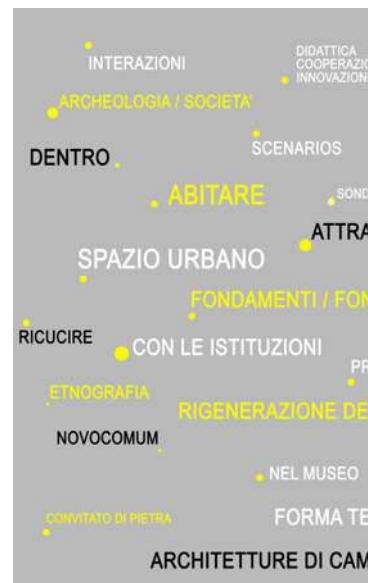 INTERAZIONI
DIDATTICA
COOPERAZIO
INNOVAZION
ARCHEOLOGIA / SOCIETA'
SCENARIOS
DENTRO
ABITARE
SOND
ATTRA
SPAZIO URBANO
FONDAMENTI / FON
RICUCIRE
CON LE ISTITUZIONI
PR
ETNOGRAFIA
RIGENERAZIONE DE
NOVOCOMUM
NEL MUSEO
CONVITATO DI PIETRA
FORMA TE
ARCHITETTURE DI CAM